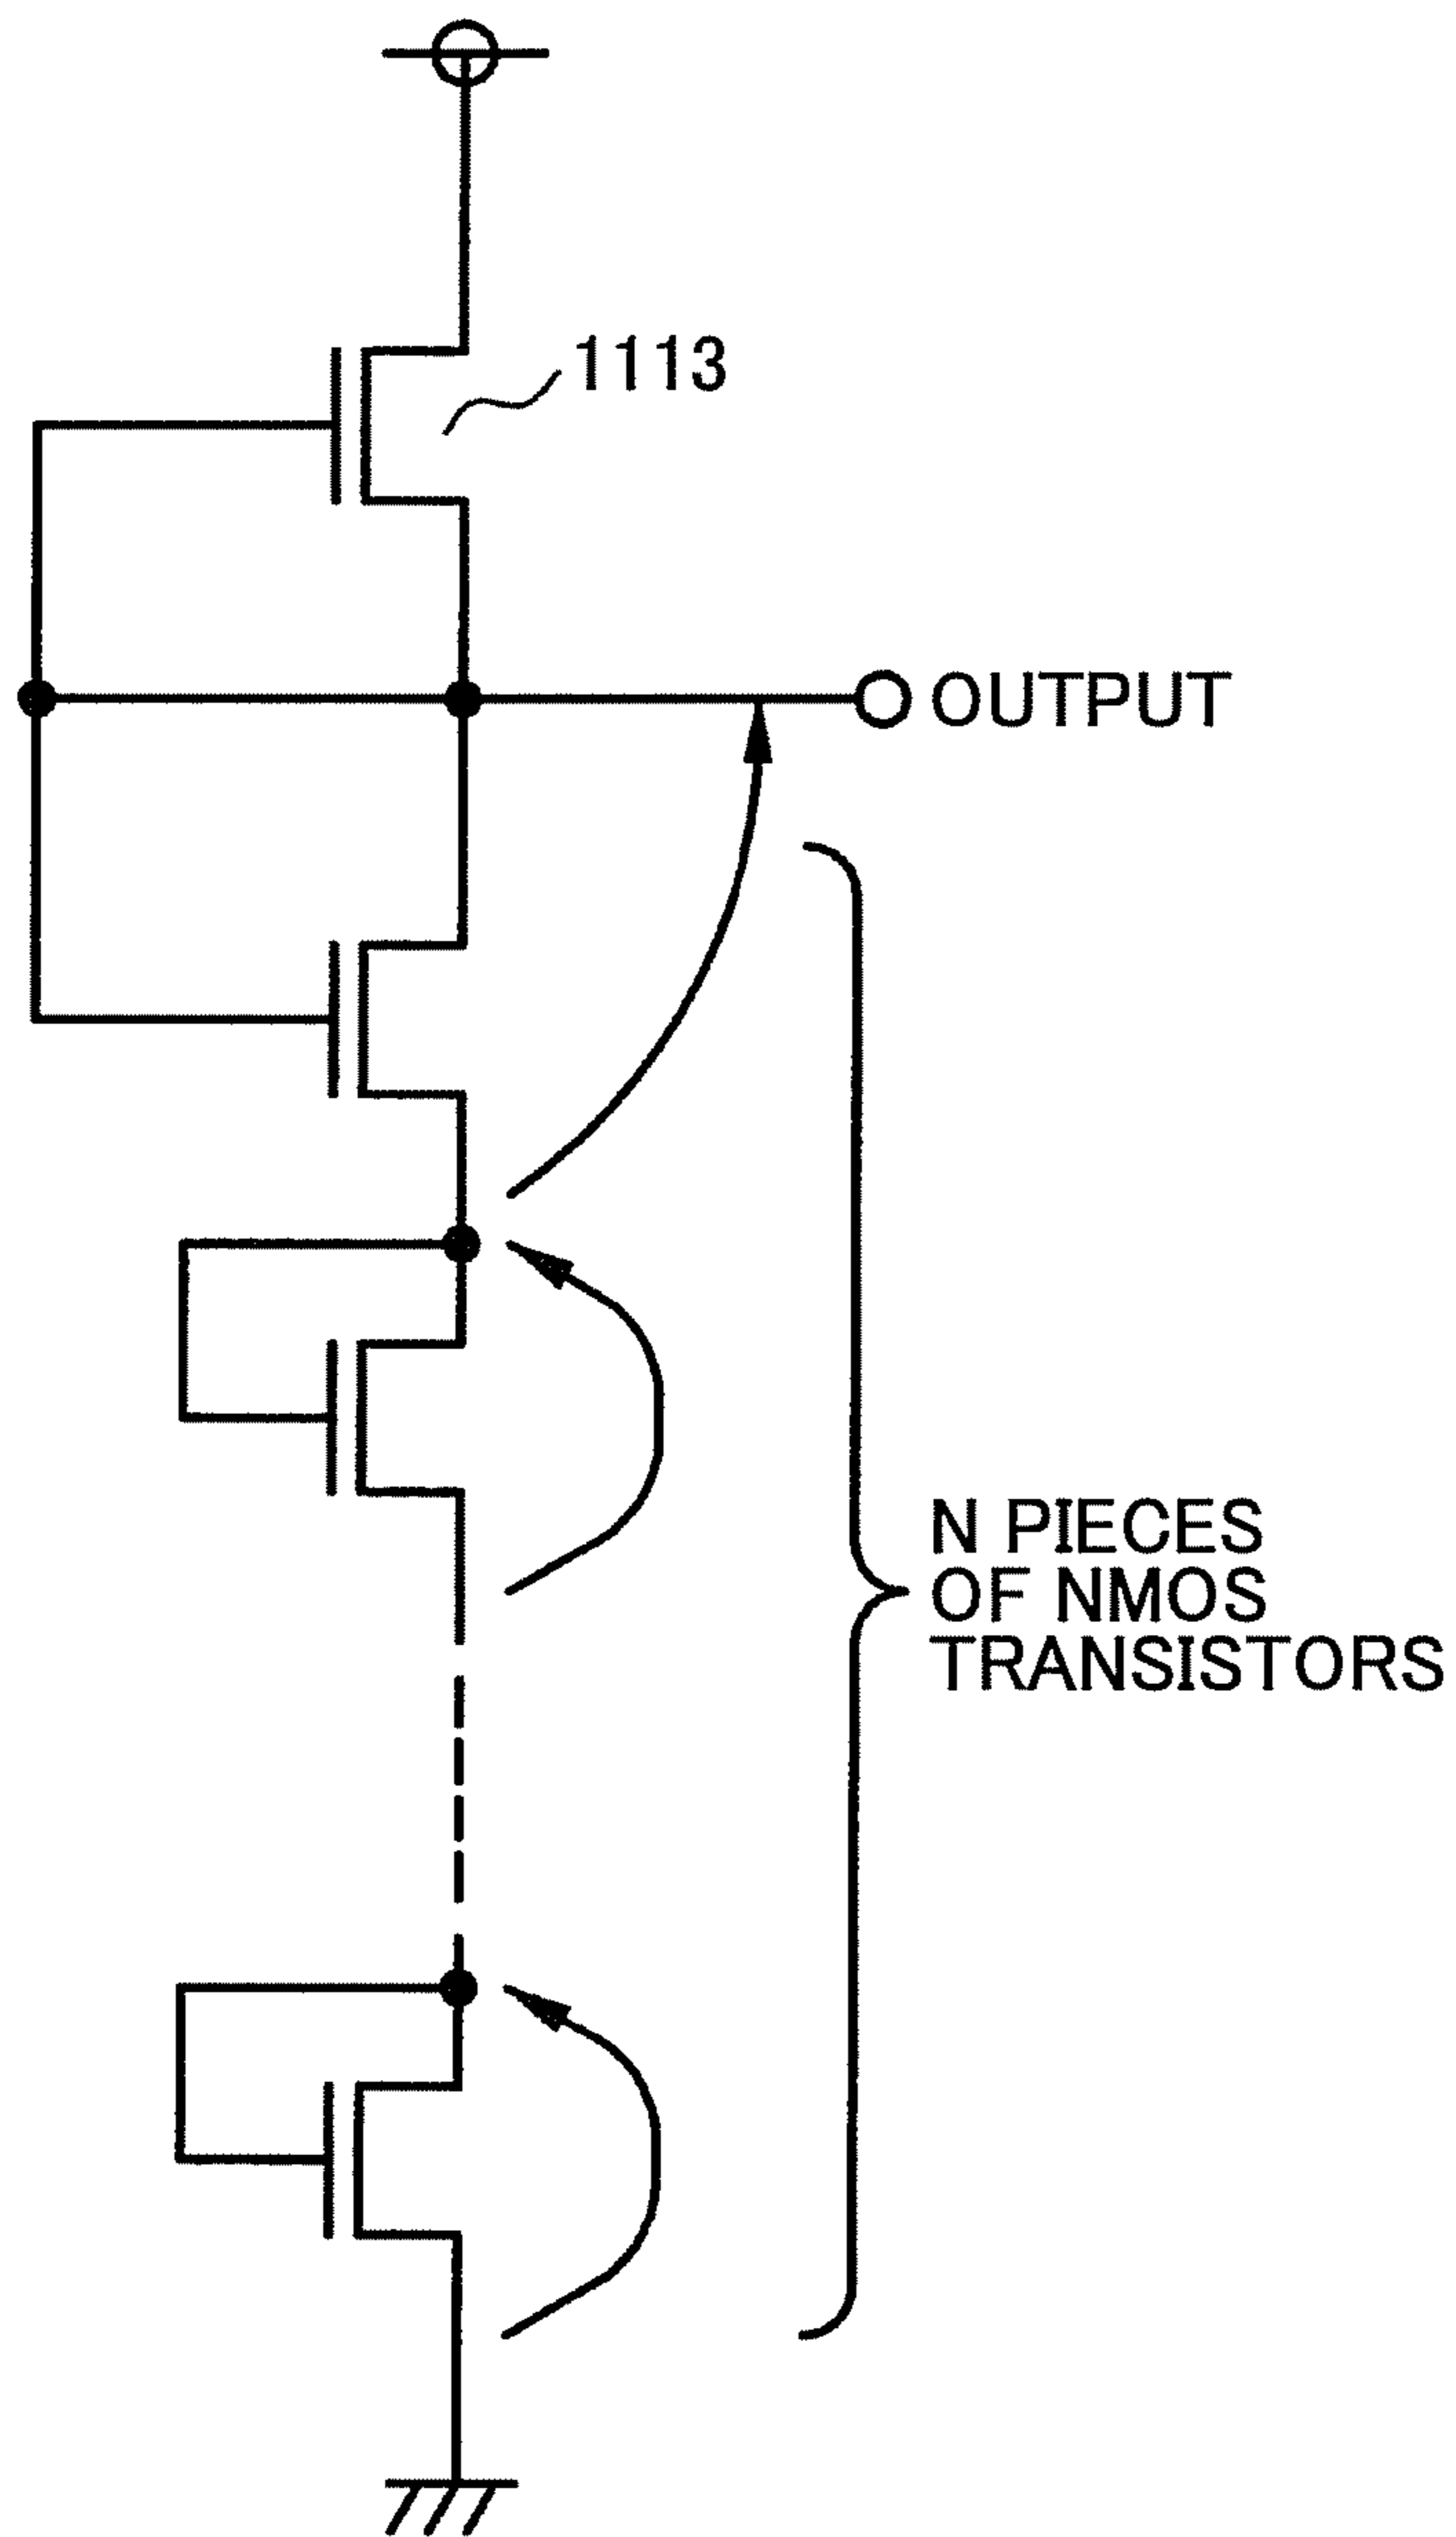 1113
OUTPUT
N PIECES
OF NMOS
TRANSISTORS